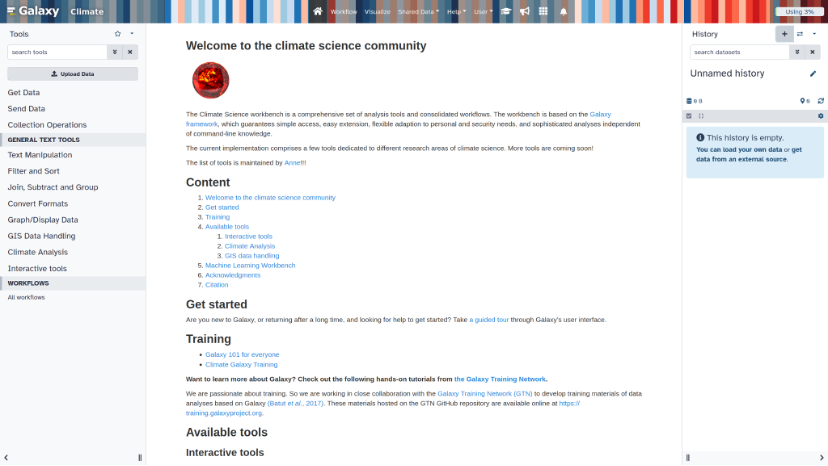 Galaxy Climate
Workflow Visualize Shared Data Help User
Using 3%
Tools
search tools
Upload Data
Get Data
Send Data
Collection Operations
GENERAL TEXT TOOLS
Text Manipulation
Filter and Sort
Join, Subtract and Group
Convert Formats
Graph/Display Data
GIS Data Handling
Climate Analysis
Interactive tools
WORKFLOWS
All workflows
Welcome to the climate science community
The Climate Science workbench is a comprehensive set of analysis tools and consolidated workflows. The workbench is based on the Galaxy
framework, which guarantees simple access, easy extension, flexible adaption to personal and security needs, and sophisticated analyses independent
of command-line knowledge.
The current implementation comprises a few tools dedicated to different research areas of climate science. More tools are coming soon!
The list of tools is maintained by Anne!!!
Content
1. Welcome to the climate science community
2. Get started
3. Training
4. Available tools
1. Interactive tools
2. Climate Analysis
3. GIS data handling
5. Machine Learning Workbench
6. Acknowledgments
7. Citation
Get started
Are you new to Galaxy, or returning after a long time, and looking for help to get started? Take a guided tour through Galaxy's user interface.
Training
• Galaxy 101 for everyone
• Climate Galaxy Training
Want to learn more about Galaxy? Check out the following hands-on tutorials from the Galaxy Training Network.
We are passionate about training. So we are working in close collaboration with the Galaxy Training Network (GTN) to develop training materials of data
analyses based on Galaxy (Batut et al., 2017). These materials hosted on the GTN GitHub repository are available online at https://
training.galaxyproject.org.
Available tools
Interactive tools
History
search datasets
Unnamed history
0 B
0
This history is empty.
You can load your own data or get
data from an external source.